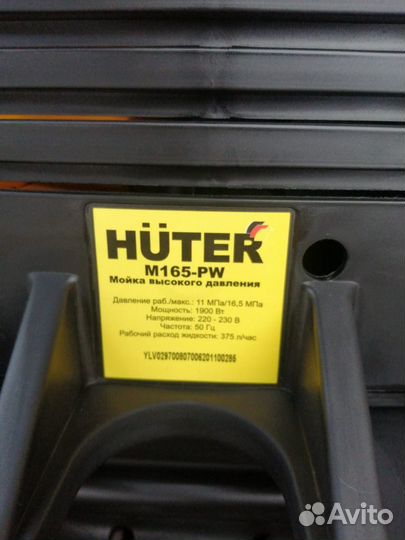 HÜTER
M165-PW
Мойка высокого давления
Давление раб./макс.: 11 МПа/16,5 МПа
Мощность: 1900 Вт
Напряжение: 220 - 230 В
Частота: 50 Гц
Рабочий расход жидкости: 375 л/час
YLV029700807006201100286
Avito